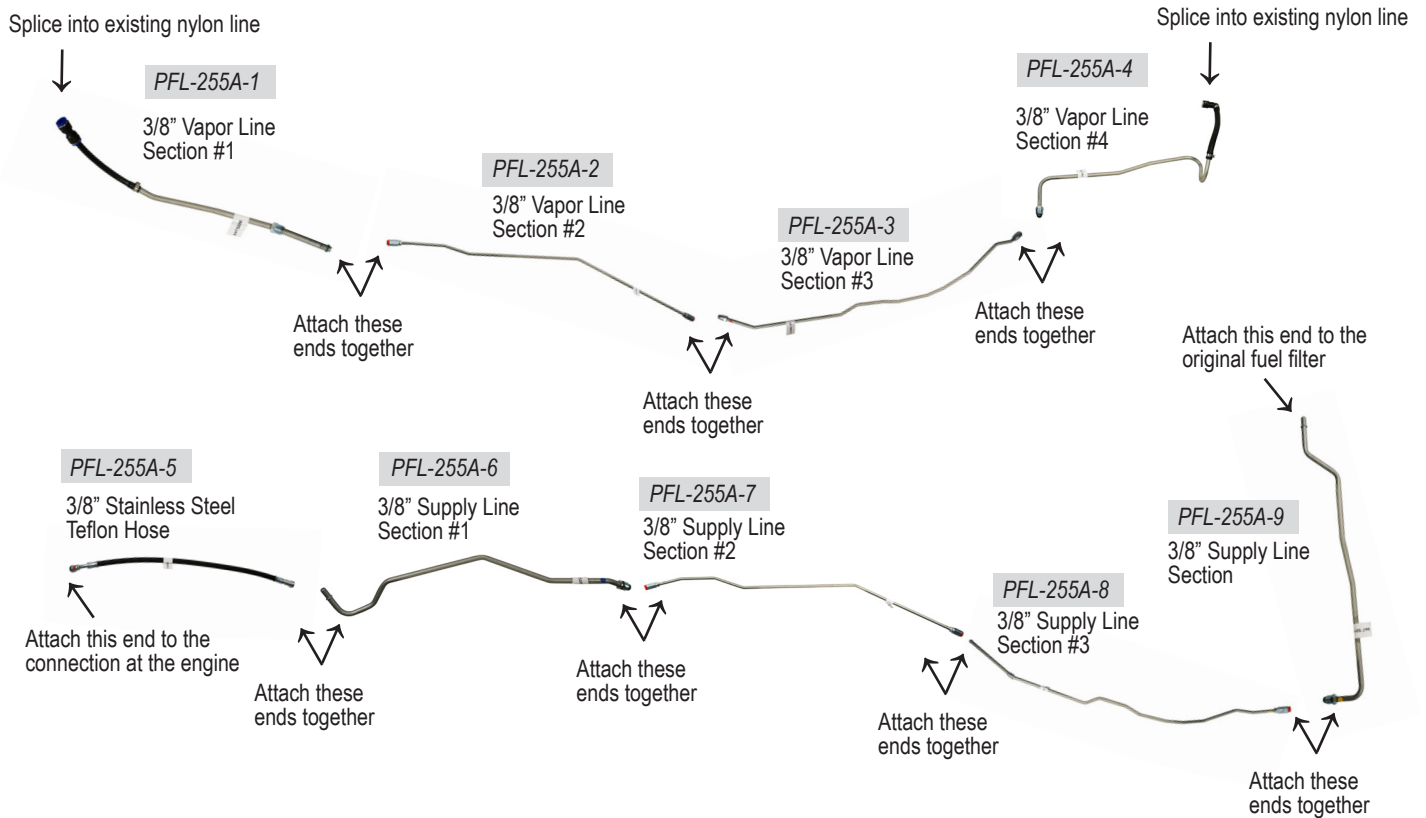 Splice into existing nylon line
PFL-255A-1
3/8” Vapor Line
Section #1
PFL-255A-2
3/8” Vapor Line
Section #2
PFL-255A-3
3/8” Vapor Line
Section #3
PFL-255A-4
3/8” Vapor Line
Section #4
Splice into existing nylon line
Attach these
ends together
Attach these
ends together
Attach these
ends together
Attach this end to the
original fuel filter
PFL-255A-5
3/8” Stainless Steel
Teflon Hose
PFL-255A-6
3/8” Supply Line
Section #1
PFL-255A-7
3/8” Supply Line
Section #2
PFL-255A-8
3/8” Supply Line
Section #3
PFL-255A-9
3/8” Supply Line
Section
Attach this end to the
connection at the engine
Attach these
ends together
Attach these
ends together
Attach these
ends together
Attach these
ends together